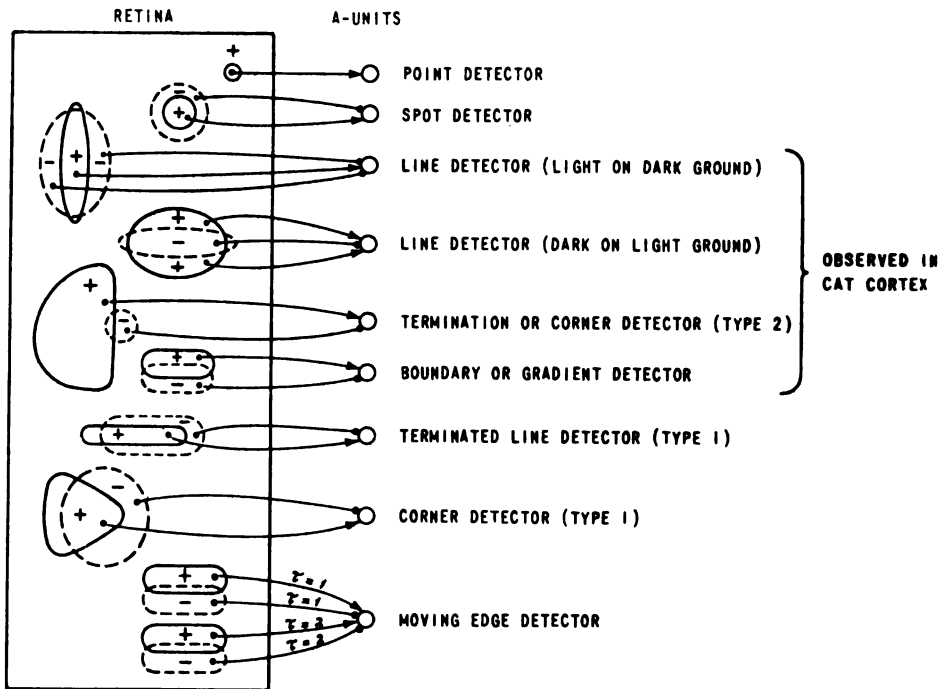 RETINA A-UNITS
+
POINT DETECTOR
-
+
SPOT DETECTOR
- + -
LINE DETECTOR (LIGHT ON DARK GROUND)
+
-
+
LINE DETECTOR (DARK ON LIGHT GROUND)
OBSERVED IN
CAT CORTEX
+
-
TERMINATION OR CORNER DETECTOR (TYPE 2)
+
-
BOUNDARY OR GRADIENT DETECTOR
+ -
TERMINATED LINE DETECTOR (TYPE I)
-
+
CORNER DETECTOR (TYPE I)
+ τ=1
- τ=1
+ τ=2
- τ=2
MOVING EDGE DETECTOR